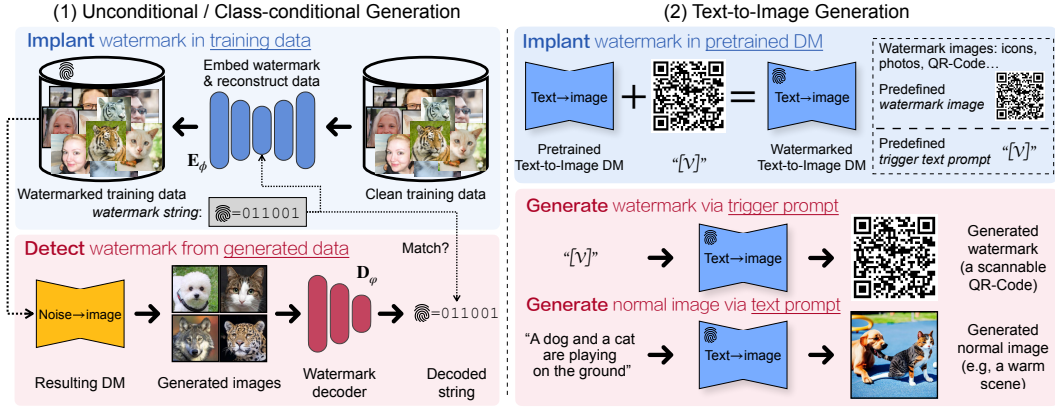 (1) Unconditional / Class-conditional Generation
Implant watermark in training data
Embed watermark
& reconstruct data
E_ϕ
Watermarked training data
Clean training data
watermark string:
=011001
Detect watermark from generated data
Match?
Noise→image
D_φ
=011001
Resulting DM
Generated images
Watermark
decoder
Decoded
string
(2) Text-to-Image Generation
Implant watermark in pretrained DM
Text→image
+
=
Text→image
Pretrained
Text-to-Image DM
“[V]”
Watermarked
Text-to-Image DM
Watermark images: icons,
photos, QR-Code…
Predefined
watermark image
Predefined
trigger text prompt
“[V]”
Generate watermark via trigger prompt
“[V]”
Text→image
Generated
watermark
(a scannable
QR-Code)
Generate normal image via text prompt
“A dog and a cat
are playing
on the ground”
Text→image
Generated
normal image
(e.g, a warm
scene)